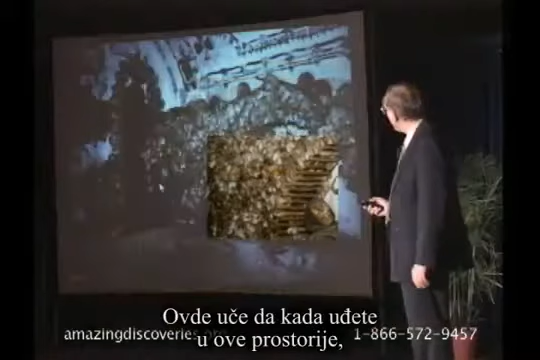 Ovde uče da kada uđete
amazingdiscoveries.org 1-866-572-9457
u ove prostorije,